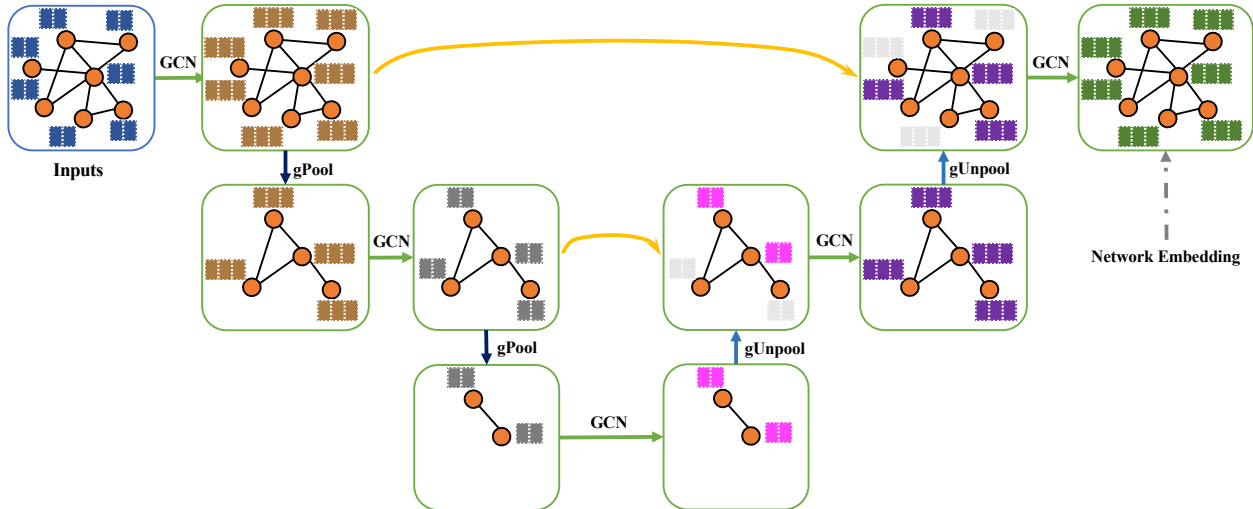 GCN
GCN
Inputs
gPool
gUnpool
GCN
GCN
Network Embedding
gPool
gUnpool
GCN